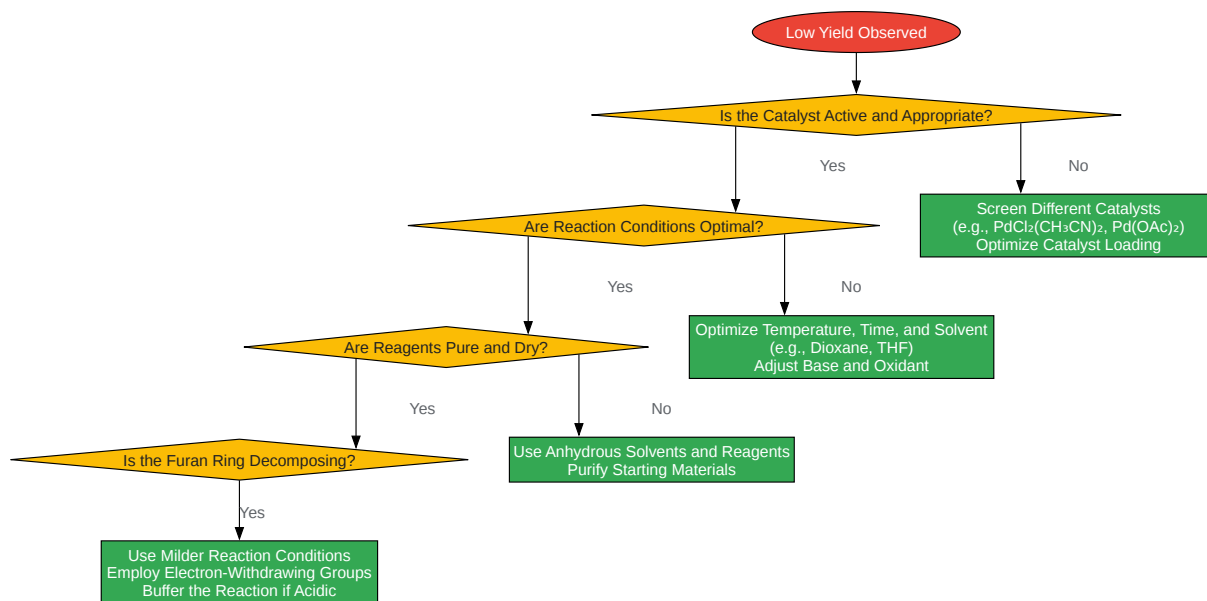 Low Yield Observed
Is the Catalyst Active and Appropriate?
Yes
No
Screen Different Catalysts
(e.g., PdCl₂(CH₃CN)₂, Pd(OAc)₂)
Optimize Catalyst Loading
Are Reaction Conditions Optimal?
Yes
No
Optimize Temperature, Time, and Solvent
(e.g., Dioxane, THF)
Adjust Base and Oxidant
Are Reagents Pure and Dry?
Yes
No
Use Anhydrous Solvents and Reagents
Purify Starting Materials
Is the Furan Ring Decomposing?
Yes
Use Milder Reaction Conditions
Employ Electron-Withdrawing Groups
Buffer the Reaction if Acidic